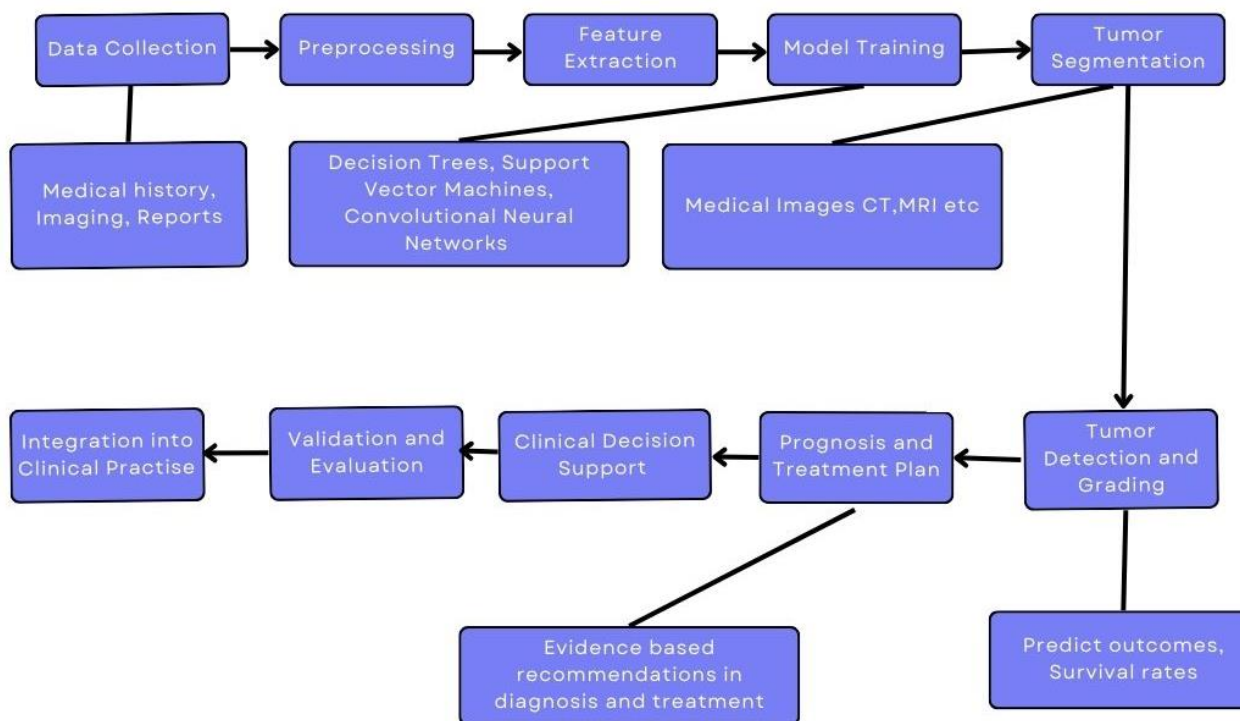 Data Collection
Preprocessing
Feature
Extraction
Model Training
Tumor
Segmentation
Medical history,
Imaging, Reports
Decision Trees, Support
Vector Machines,
Convolutional Neural
Networks
Medical Images CT,MRI etc
Integration into
Clinical Practise
Validation and
Evaluation
Clinical Decision
Support
Prognosis and
Treatment Plan
Tumor
Detection and
Grading
Evidence based
recommendations in
diagnosis and treatment
Predict outcomes,
Survival rates